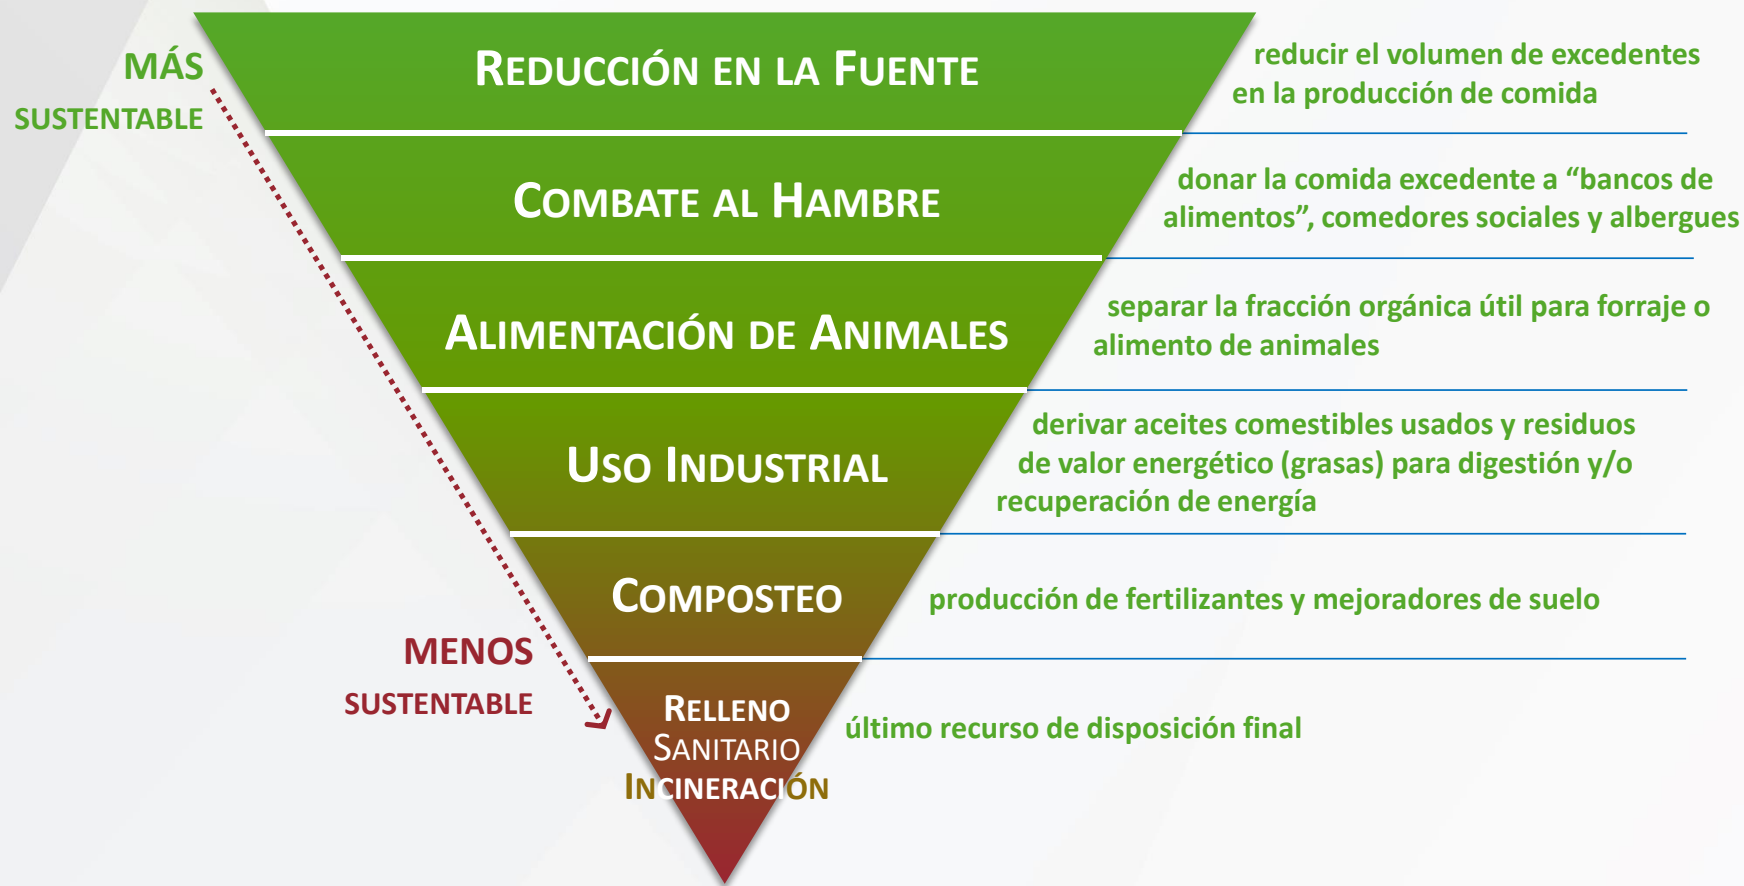 MÁS
SUSTENTABLE
REDUCCIÓN EN LA FUENTE
reducir el volumen de excedentes
en la producción de comida
COMBATE AL HAMBRE
donar la comida excedente a “bancos de
alimentos”, comedores sociales y albergues
ALIMENTACIÓN DE ANIMALES
separar la fracción orgánica útil para forraje o
alimento de animales
USO INDUSTRIAL
derivar aceites comestibles usados y residuos
de valor energético (grasas) para digestión y/o
recuperación de energía
COMPOSTEO
producción de fertilizantes y mejoradores de suelo
MENOS
SUSTENTABLE
RELLENO
SANITARIO
INCINERACIÓN
último recurso de disposición final